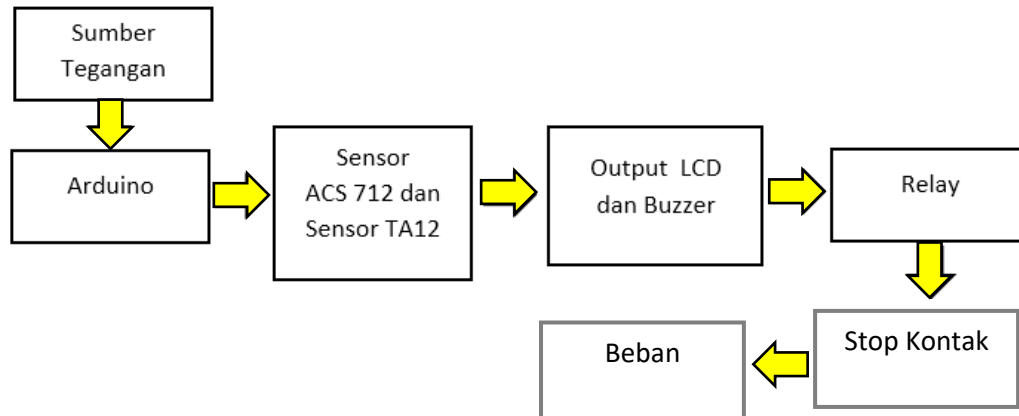 Sumber
Tegangan
Arduino
Sensor
ACS 712 dan
Sensor TA12
Output LCD
dan Buzzer
Relay
Stop Kontak
Beban